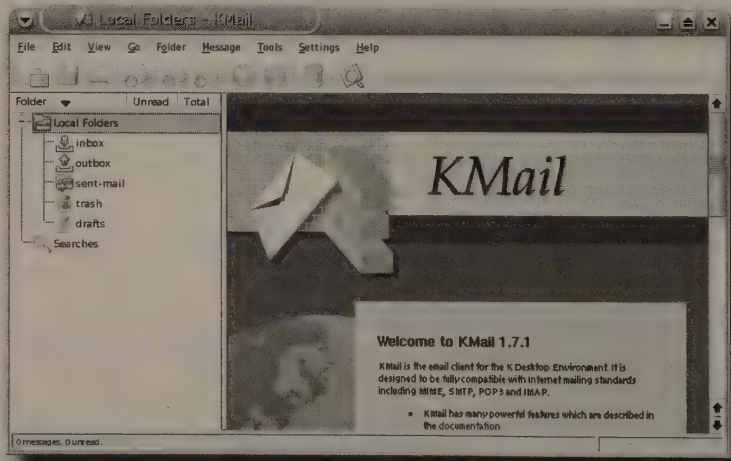 Local Folders - KMail
File Edit View Go Folder Message Tools Settings Help
Folder Unread Total
Local Folders
inbox
outbox
sent-mail
trash
drafts
Searches
KMail
Welcome to KMail 1.7.1
KMail is the email client for the K Desktop Environment. It is
designed to be fully compatible with Internet mailing standards
including MIME, SMTP, POP3 and IMAP.
• KMail has many powerful features which are described in
the documentation
0 messages, 0 unread.